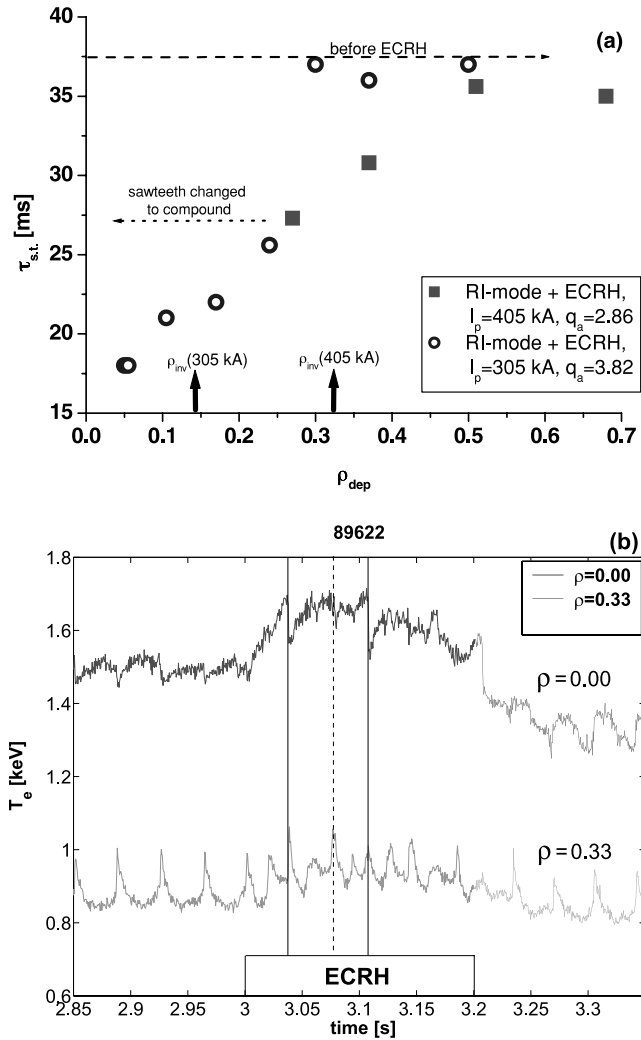 40
(a)
before ECRH
35
30
sawteeth changed
to compound
25
τs.t. [ms]
20
15
RI-mode + ECRH,
Ip=405 kA, qa=2.86
RI-mode + ECRH,
Ip=305 kA, qa=3.82
ρinv(305 kA)
ρinv(405 kA)
0.0 0.1 0.2 0.3 0.4 0.5 0.6 0.7
ρdep
89622
(b)
1.8
1.6
1.4
1.2
1
0.8
0.6
Te [keV]
ρ=0.00
ρ=0.33
ρ=0.00
ρ=0.33
ECRH
2.85 2.9 2.95 3 3.05 3.1 3.15 3.2 3.25 3.3
time [s]